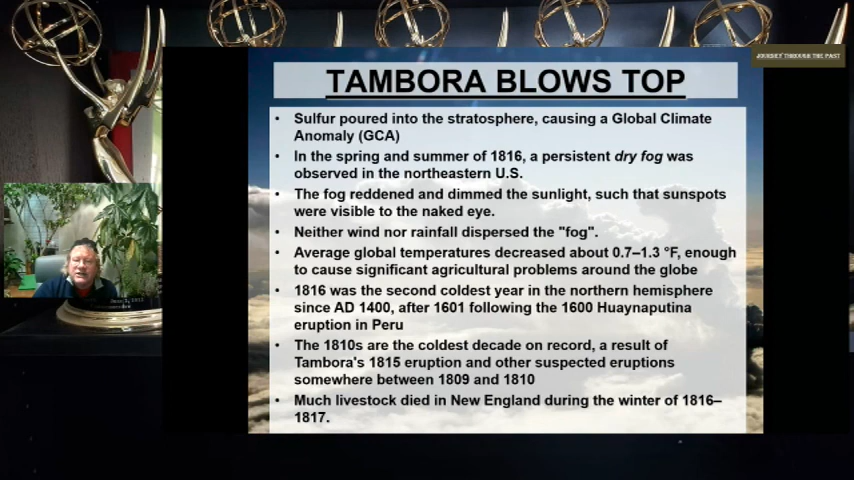 JOURNEY THROUGH THE PAST
TAMBORA BLOWS TOP
• Sulfur poured into the stratosphere, causing a Global Climate
Anomaly (GCA)
• In the spring and summer of 1816, a persistent dry fog was
observed in the northeastern U.S.
• The fog reddened and dimmed the sunlight, such that sunspots
were visible to the naked eye.
• Neither wind nor rainfall dispersed the "fog".
• Average global temperatures decreased about 0.7–1.3 °F, enough
to cause significant agricultural problems around the globe
• 1816 was the second coldest year in the northern hemisphere
since AD 1400, after 1601 following the 1600 Huaynaputina
eruption in Peru
• The 1810s are the coldest decade on record, a result of
Tambora's 1815 eruption and other suspected eruptions
somewhere between 1809 and 1810
• Much livestock died in New England during the winter of 1816–
1817.